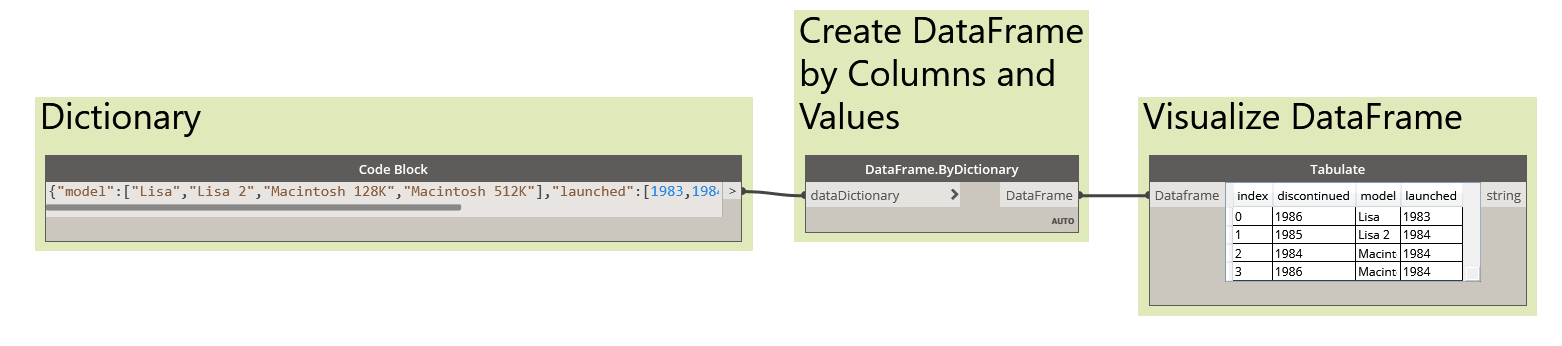 Dictionary
Code Block
{"model":["Lisa","Lisa 2","Macintosh 128K","Macintosh 512K"],"launched":[1983,1984
>
Create DataFrame
by Columns and
Values
DataFrame.ByDictionary
dataDictionary > DataFrame
AUTO
Visualize DataFrame
Tabulate
Dataframe string
index discontinued model launched
0 1986 Lisa 1983
1 1985 Lisa 2 1984
2 1984 Macint 1984
3 1986 Macint 1984